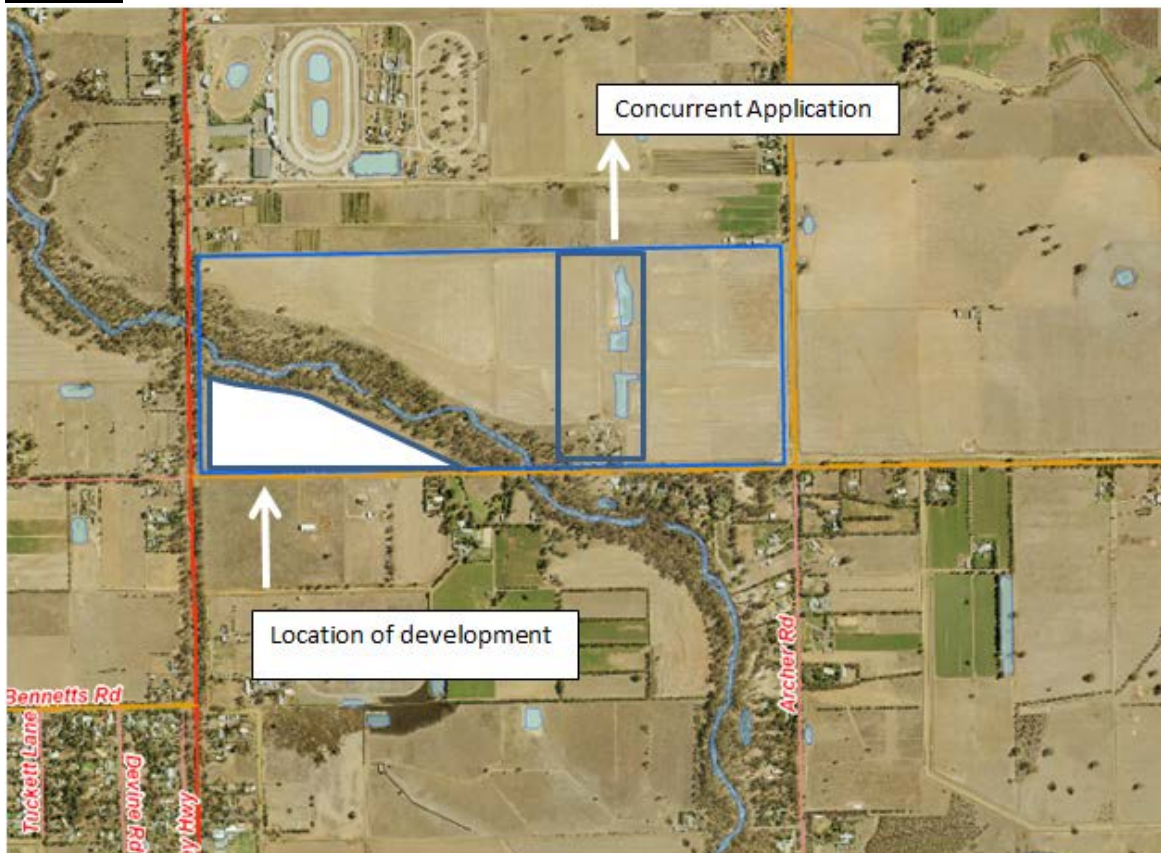 Concurrent Application
Location of development
Bennetts Rd
Tuckett Lane
Devine Rd
Hwy
Archer Rd